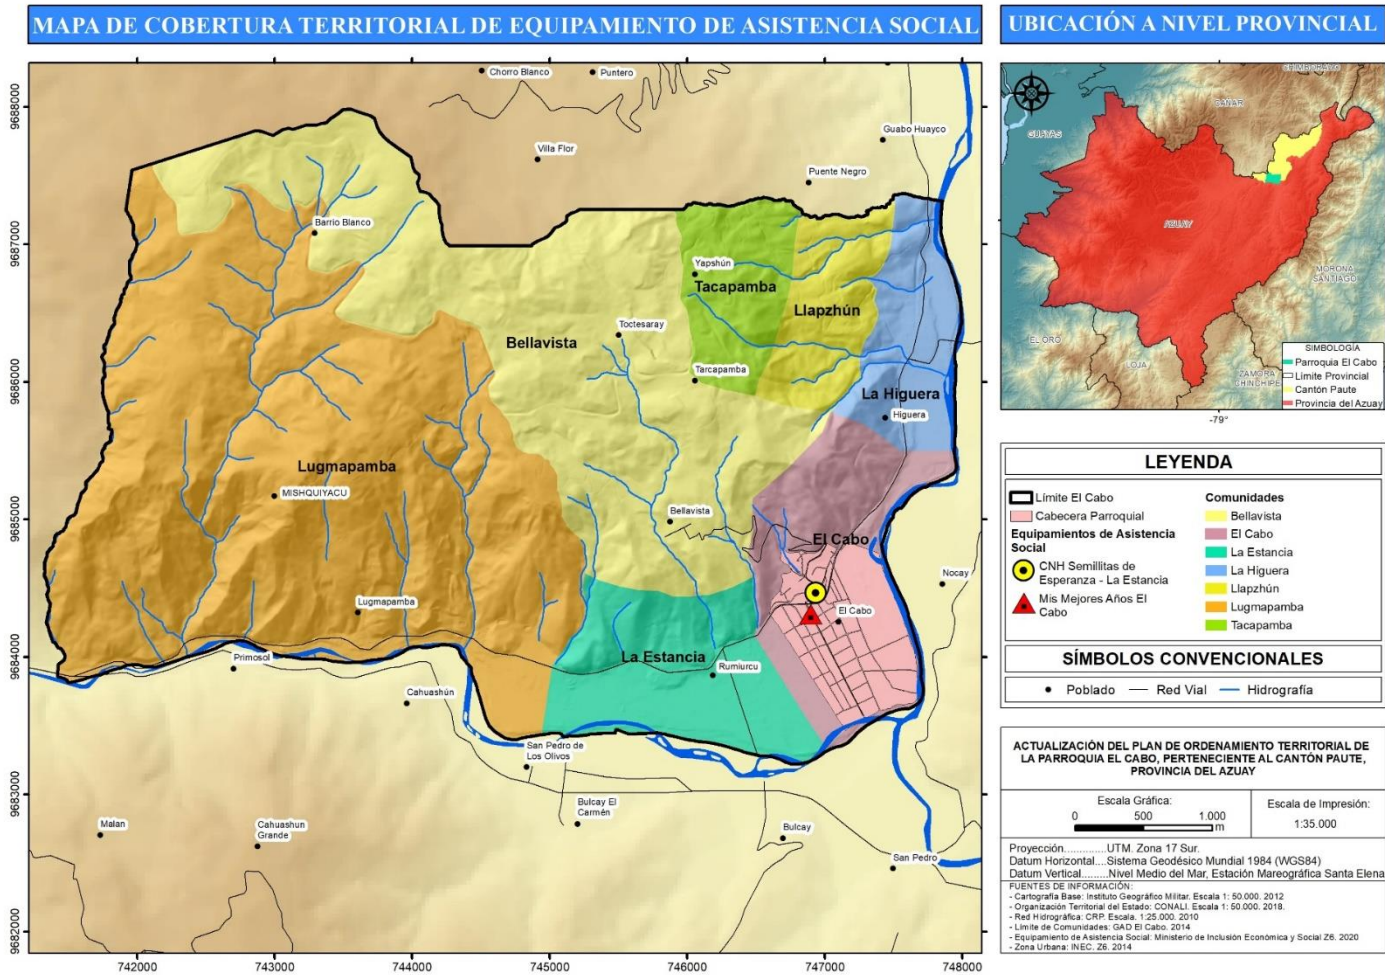 MAPA DE COBERTURA TERRITORIAL DE EQUIPAMIENTO DE ASISTENCIA SOCIAL
9688000
9687000
9686000
9685000
9684000
9683000
9682000
742000
743000
744000
745000
746000
747000
748000
Chorro Blanco
Puntero
Guabo Huayco
Villa Flor
Puente Negro
Barrio Blanco
Yapshún
Tacapamba
Llapzhún
Toctesaray
Bellavista
Tarcapamba
La Higuera
Higuera
Lugmapamba
MISHQUIYACU
Bellavista
El Cabo
Nocay
Lugmapamba
El Cabo
La Estancia
Primosol
Rumiurcu
Cahuashún
San Pedro de
Los Olivos
Malan
Cahuashun
Grande
Bulcay El
Carmén
Bulcay
San Pedro
UBICACIÓN A NIVEL PROVINCIAL
CHIMBORAZO
CAÑAR
GUAYAS
AZUAY
MORONA
SANTIAGO
EL ORO
LOJA
ZAMORA
CHINCHIPE
SIMBOLOGÍA
Parroquia El Cabo
Límite Provincial
Cantón Paute
Provincia del Azuay
-79°
LEYENDA
Límite El Cabo
Cabecera Parroquial
Equipamientos de Asistencia
Social
CNH Semillitas de
Esperanza - La Estancia
Mis Mejores Años El
Cabo
Comunidades
Bellavista
El Cabo
La Estancia
La Higuera
Llapzhún
Lugmapamba
Tacapamba
SÍMBOLOS CONVENCIONALES
Poblado
Red Vial
Hidrografía
ACTUALIZACIÓN DEL PLAN DE ORDENAMIENTO TERRITORIAL DE
LA PARROQUIA EL CABO, PERTENECIENTE AL CANTÓN PAUTE,
PROVINCIA DEL AZUAY
Escala Gráfica:
0 500 1.000
m
Escala de Impresión:
1:35.000
Proyección.............UTM. Zona 17 Sur.
Datum Horizontal....Sistema Geodésico Mundial 1984 (WGS84)
Datum Vertical.........Nivel Medio del Mar, Estación Mareográfica Santa Elena
FUENTES DE INFORMACIÓN:
- Cartografía Base: Instituto Geográfico Militar. Escala 1: 50.000. 2012
- Organización Territorial del Estado: CONALI. Escala 1: 50.000. 2018.
- Red Hidrográfica: CRP. Escala. 1:25.000. 2010
- Límite de Comunidades: GAD El Cabo. 2014
- Equipamiento de Asistencia Social: Ministerio de Inclusión Económica y Social Z6. 2020
- Zona Urbana: INEC. Z6. 2014